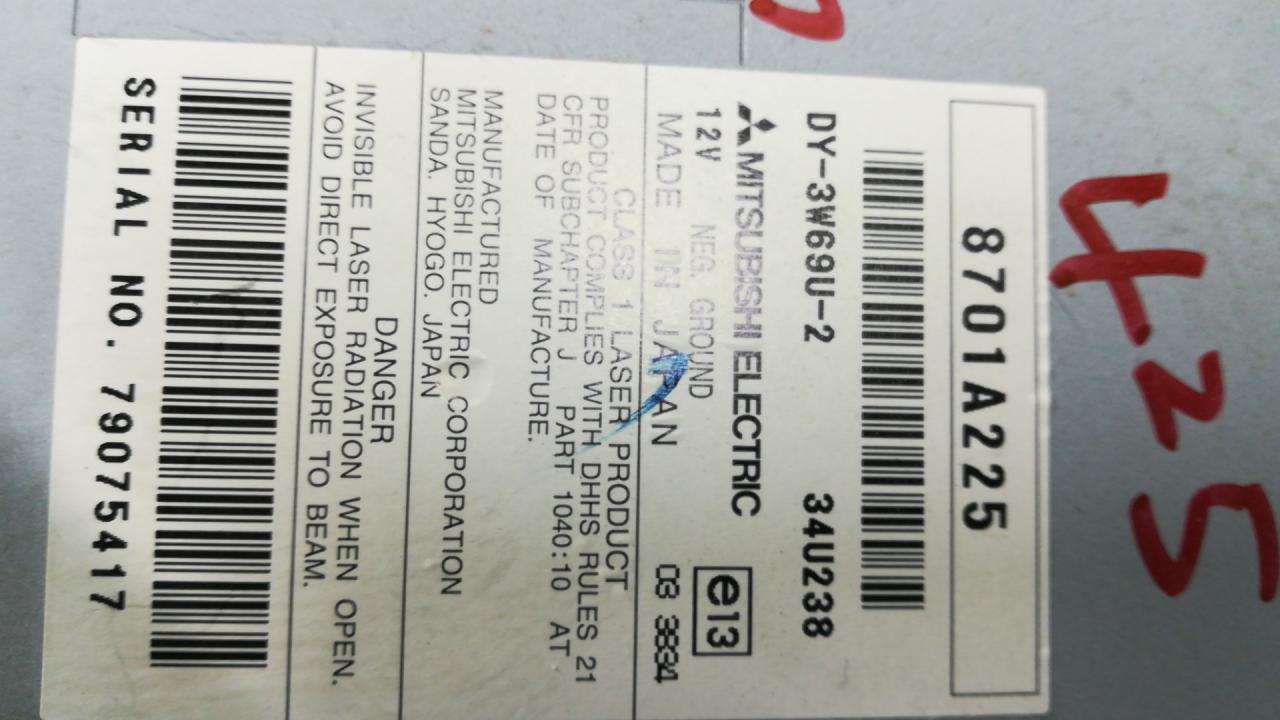 8701A225
DY-3W69U-2 34U238
MITSUBISHI ELECTRIC
12V NEG. GROUND
e13
MADE IN JAPAN 03 3834
CLASS 1 LASER PRODUCT
PRODUCT COMPLIES WITH DHHS RULES 21
CFR SUBCHAPTER J PART 1040:10 AT
DATE OF MANUFACTURE.
MANUFACTURED
MITSUBISHI ELECTRIC CORPORATION
SANDA. HYOGO. JAPAN
DANGER
INVISIBLE LASER RADIATION WHEN OPEN.
AVOID DIRECT EXPOSURE TO BEAM.
SERIAL NO. 79075417
425